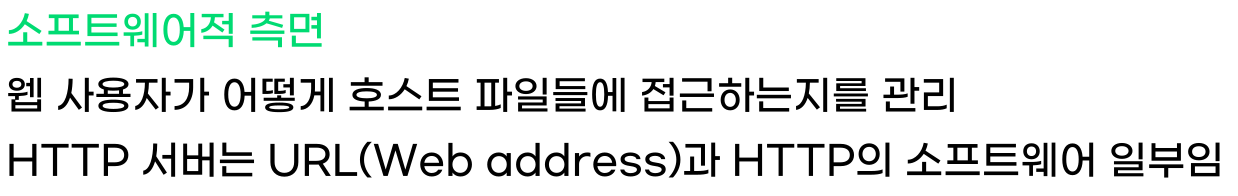 소프트웨어적 측면
웹 사용자가 어떻게 호스트 파일들에 접근하는지를 관리
HTTP 서버는 URL(Web address)과 HTTP의 소프트웨어 일부임